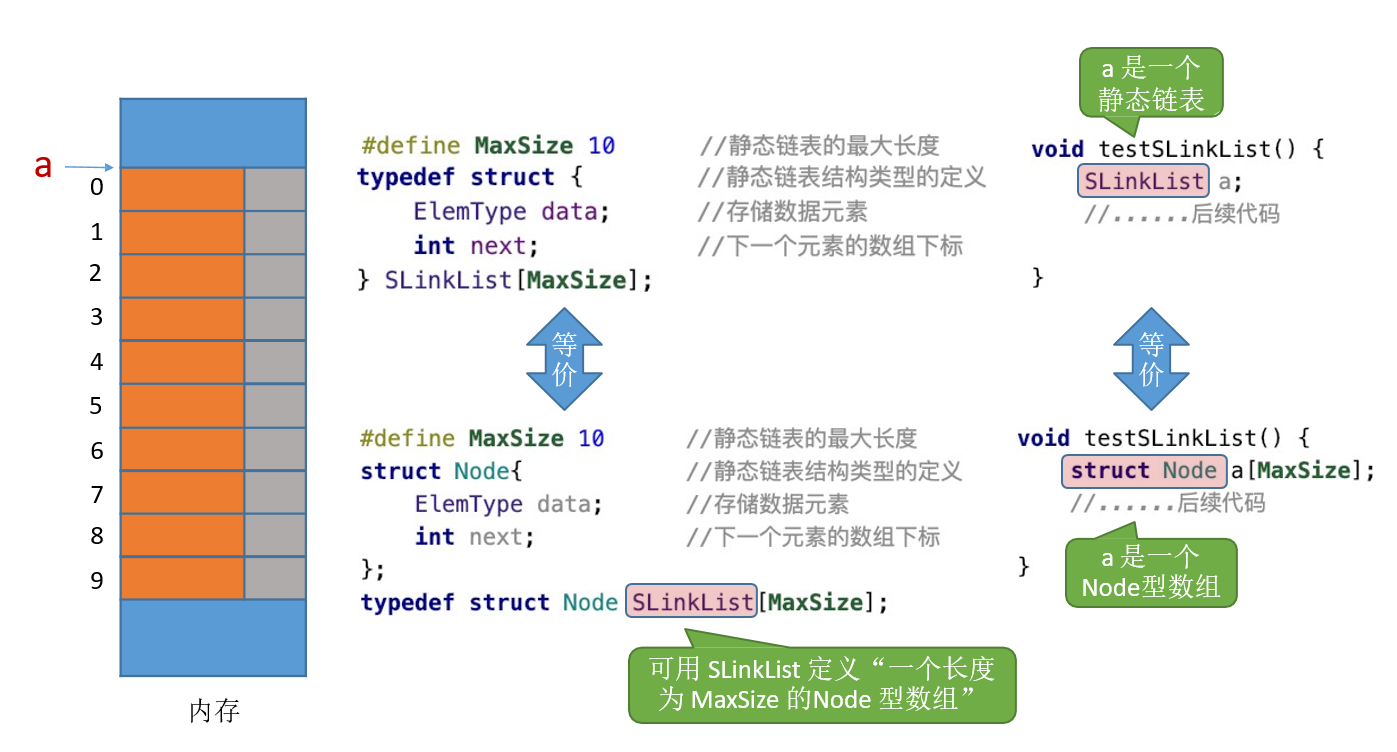 a
0
1
2
3
4
5
6
7
8
9
内存
#define MaxSize 10 //静态链表的最大长度
typedef struct { //静态链表结构类型的定义
ElemType data; //存储数据元素
int next; //下一个元素的数组下标
} SLinkList[MaxSize];
等
价
#define MaxSize 10 //静态链表的最大长度
struct Node{ //静态链表结构类型的定义
ElemType data; //存储数据元素
int next; //下一个元素的数组下标
};
typedef struct Node SLinkList[MaxSize];
可用 SLinkList 定义“一个长度
为 MaxSize 的Node 型数组”
a 是一个
静态链表
void testSLinkList() {
SLinkList a;
//......后续代码
}
等
价
void testSLinkList() {
struct Node a[MaxSize];
//......后续代码
}
a 是一个
Node型数组